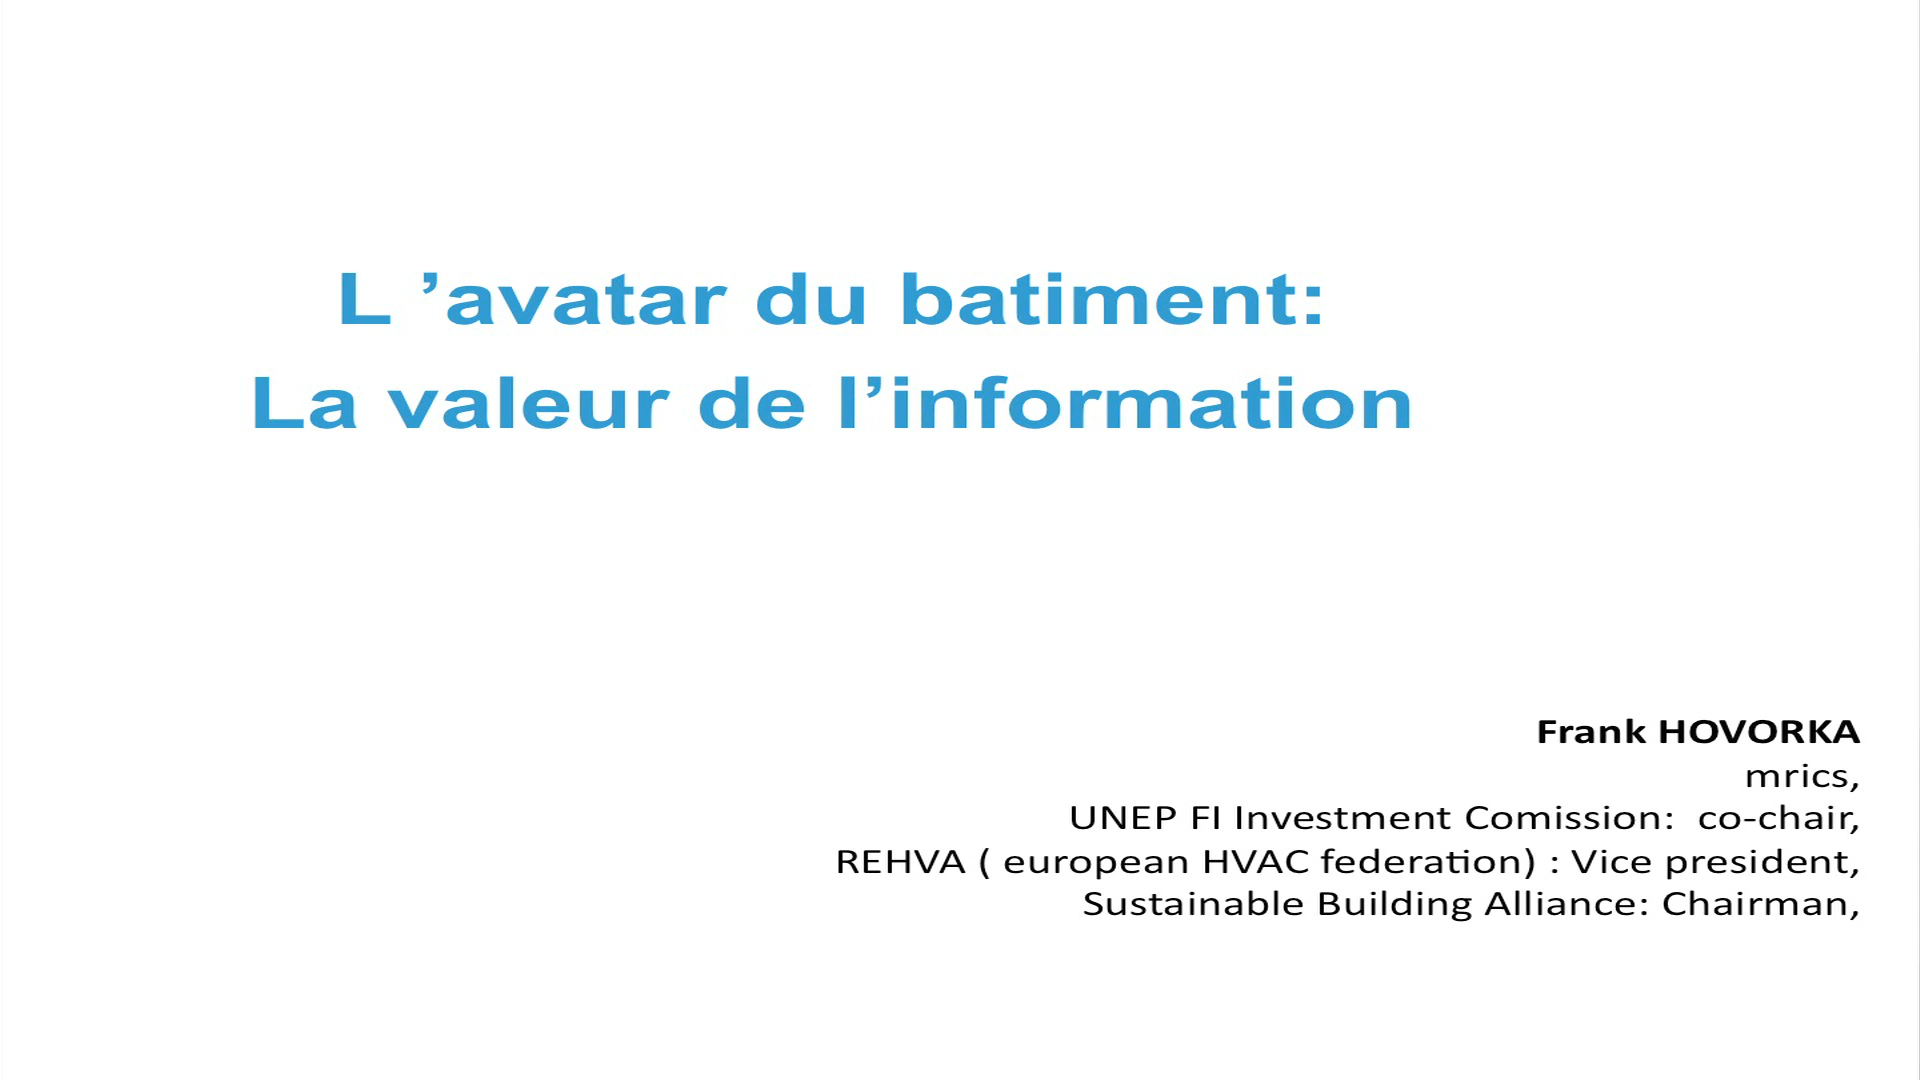 L ’avatar du batiment:
La valeur de l’information
Frank HOVORKA
mrics,
UNEP FI Investment Comission:  co-chair,
REHVA ( european HVAC federation) : Vice president,
Sustainable Building Alliance: Chairman,